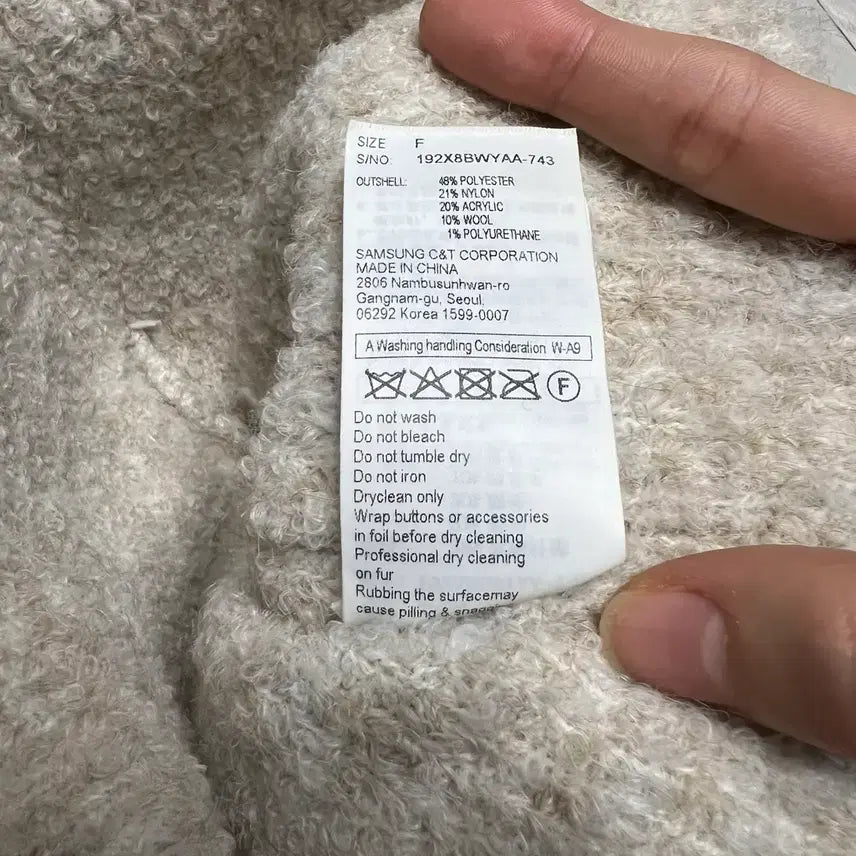 SIZE F
S/NO: 192X8BWYAA-743
OUTSHELL: 48% POLYESTER
21% NYLON
20% ACRYLIC
10% WOOL
1% POLYURETHANE
SAMSUNG C&T CORPORATION
MADE IN CHINA
2806 Nambusunhwan-ro
Gangnam-gu, Seoul,
06292 Korea 1599-0007
A Washing handling Consideration W-A9
F
Do not wash
Do not bleach
Do not tumble dry
Do not iron
Dryclean only
Wrap buttons or accessories
in foil before dry cleaning
Professional dry cleaning
on fur
Rubbing the surfacemay
cause pilling &